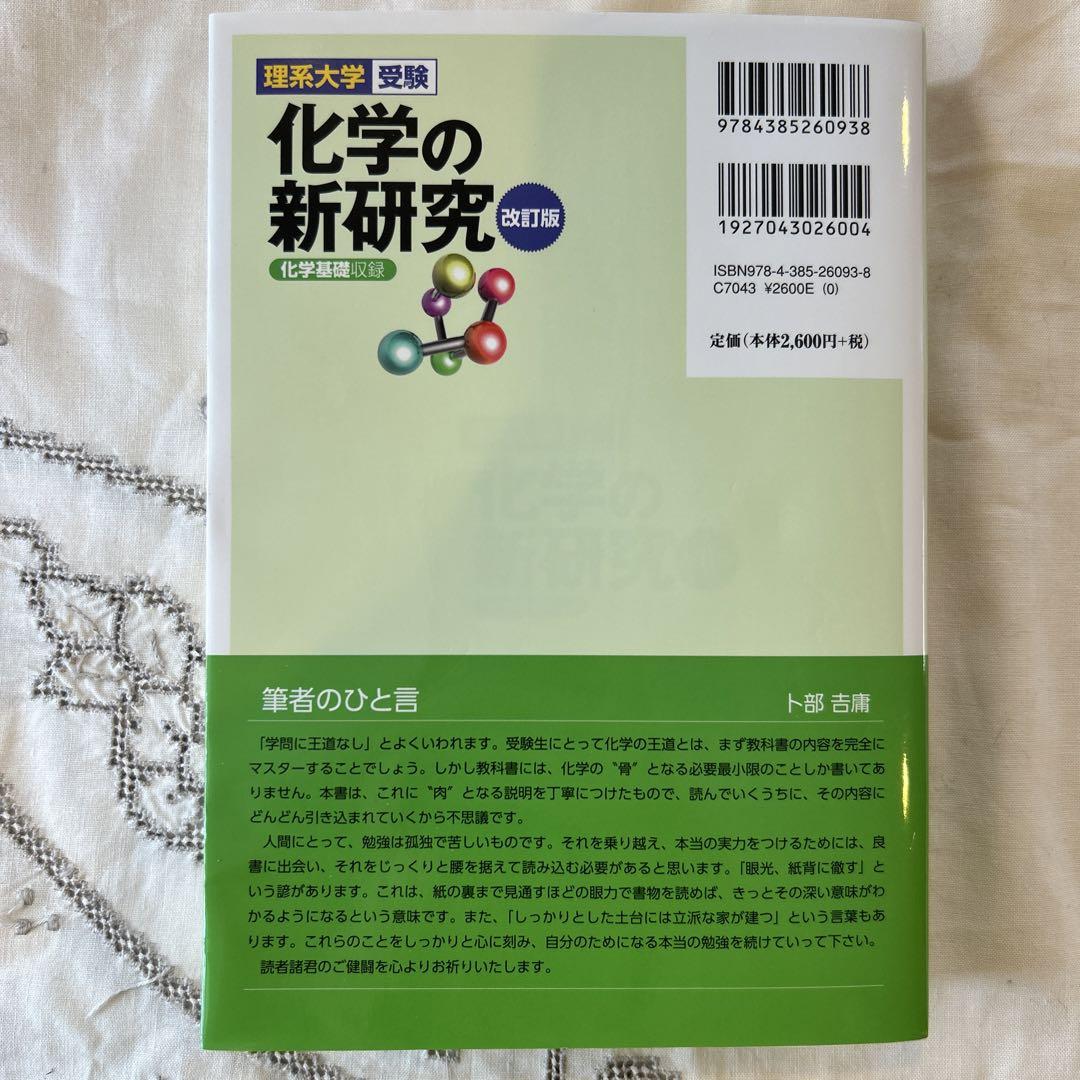 理系大学 受験
化学の
新研究 改訂版
化学基礎収録
9784385260938
1927043026004
ISBN978-4-385-26093-8
C7043 ¥2600E (0)
定価(本体2,600円+税)
化学の
新研究
筆者のひと言 卜部 吉庸
「学問に王道なし」とよくいわれます。受験生にとって化学の王道とは、まず教科書の内容を完全に
マスターすることでしょう。しかし教科書には、化学の〝骨〟となる必要最小限のことしか書いてあ
りません。本書は、これに〝肉〟となる説明を丁寧につけたもので、読んでいくうちに、その内容に
どんどん引き込まれていくから不思議です。
人間にとって、勉強は孤独で苦しいものです。それを乗り越え、本当の実力をつけるためには、良
書に出会い、それをじっくりと腰を据えて読み込む必要があると思います。「眼光、紙背に徹す」と
いう諺があります。これは、紙の裏まで見通すほどの眼力で書物を読めば、きっとその深い意味がわ
かるようになるという意味です。また、「しっかりとした土台には立派な家が建つ」という言葉もあ
ります。これらのことをしっかりと心に刻み、自分のためになる本当の勉強を続けていって下さい。
読者諸君のご健闘を心よりお祈りいたします。